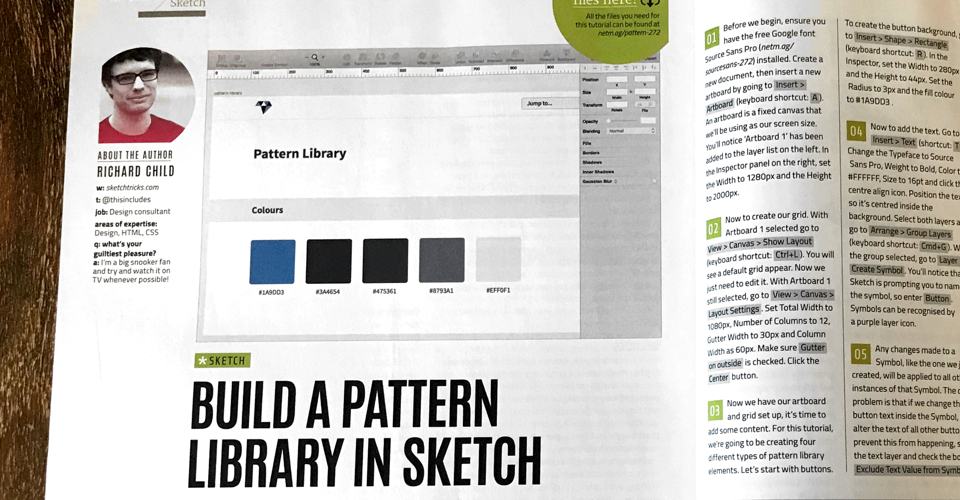 Sketch
files here!
All the files you need for
this tutorial can be found at
netm.ag/pattern-272
ABOUT THE AUTHOR
RICHARD CHILD
w: sketchtricks.com
t: @thisincludes
job: Design consultant
areas of expertise:
Design, HTML, CSS
q: what's your
guiltiest pleasure?
a: I'm a big snooker fan
and try and watch it on
TV whenever possible!
pattern library
Jump to...
Pattern Library
Colours
#1A9DD3 #3A4654 #475361 #8793A1 #EFF0F1
Position
Size
Width Height
Transform
Opacity
Blending Normal
Fills
Borders
Shadows
Inner Shadows
Gaussian Blur
* SKETCH
BUILD A PATTERN
LIBRARY IN SKETCH
01 Before we begin, ensure you
have the free Google font
Source Sans Pro (netm.ag/
sourcesans-272) installed. Create a
new document, then insert a new
artboard by going to Insert >
Artboard (keyboard shortcut: A).
An artboard is a fixed canvas that
we'll be using as our screen size.
You'll notice 'Artboard 1' has been
added to the layer list on the left. In
the Inspector panel on the right, set
the Width to 1280px and the Height
to 2000px.
02 Now to create our grid. With
Artboard 1 selected go to
View > Canvas > Show Layout
(keyboard shortcut: Ctrl+L). You will
see a default grid appear. Now we
just need to edit it. With Artboard 1
still selected, go to View > Canvas >
Layout Settings. Set Total Width to
1080px, Number of Columns to 12,
Gutter Width to 30px and Column
Width as 60px. Make sure Gutter
on outside is checked. Click the
Center button.
03 Now we have our artboard
and grid set up, it's time to
add some content. For this tutorial,
we're going to be creating four
different types of pattern library
elements. Let's start with buttons.
To create the button background,
to Insert > Shape > Rectangle
(keyboard shortcut: R). In the
Inspector, set the Width to 280px
and the Height to 44px. Set the
Radius to 3px and the fill colour
to #1A9DD3.
04 Now to add the text. Go to
Insert > Text (shortcut: T
Change the Typeface to Source
Sans Pro, Weight to Bold, Color t
#FFFFFF, Size to 16pt and click th
centre align icon. Position the te
so it's centred inside the
background. Select both layers a
go to Arrange > Group Layers
(keyboard shortcut: Cmd+G). W
the group selected, go to Layer
Create Symbol. You'll notice tha
Sketch is prompting you to nam
the symbol, so enter Button.
Symbols can be recognised by
a purple layer icon.
05 Any changes made to a
Symbol, like the one we j
created, will be applied to all ot
instances of that Symbol. The o
problem is that if we change th
button text inside the Symbol,
alter the text of all other butto
prevent this from happening, s
the text layer and check the bo
Exclude Text Value from Symb